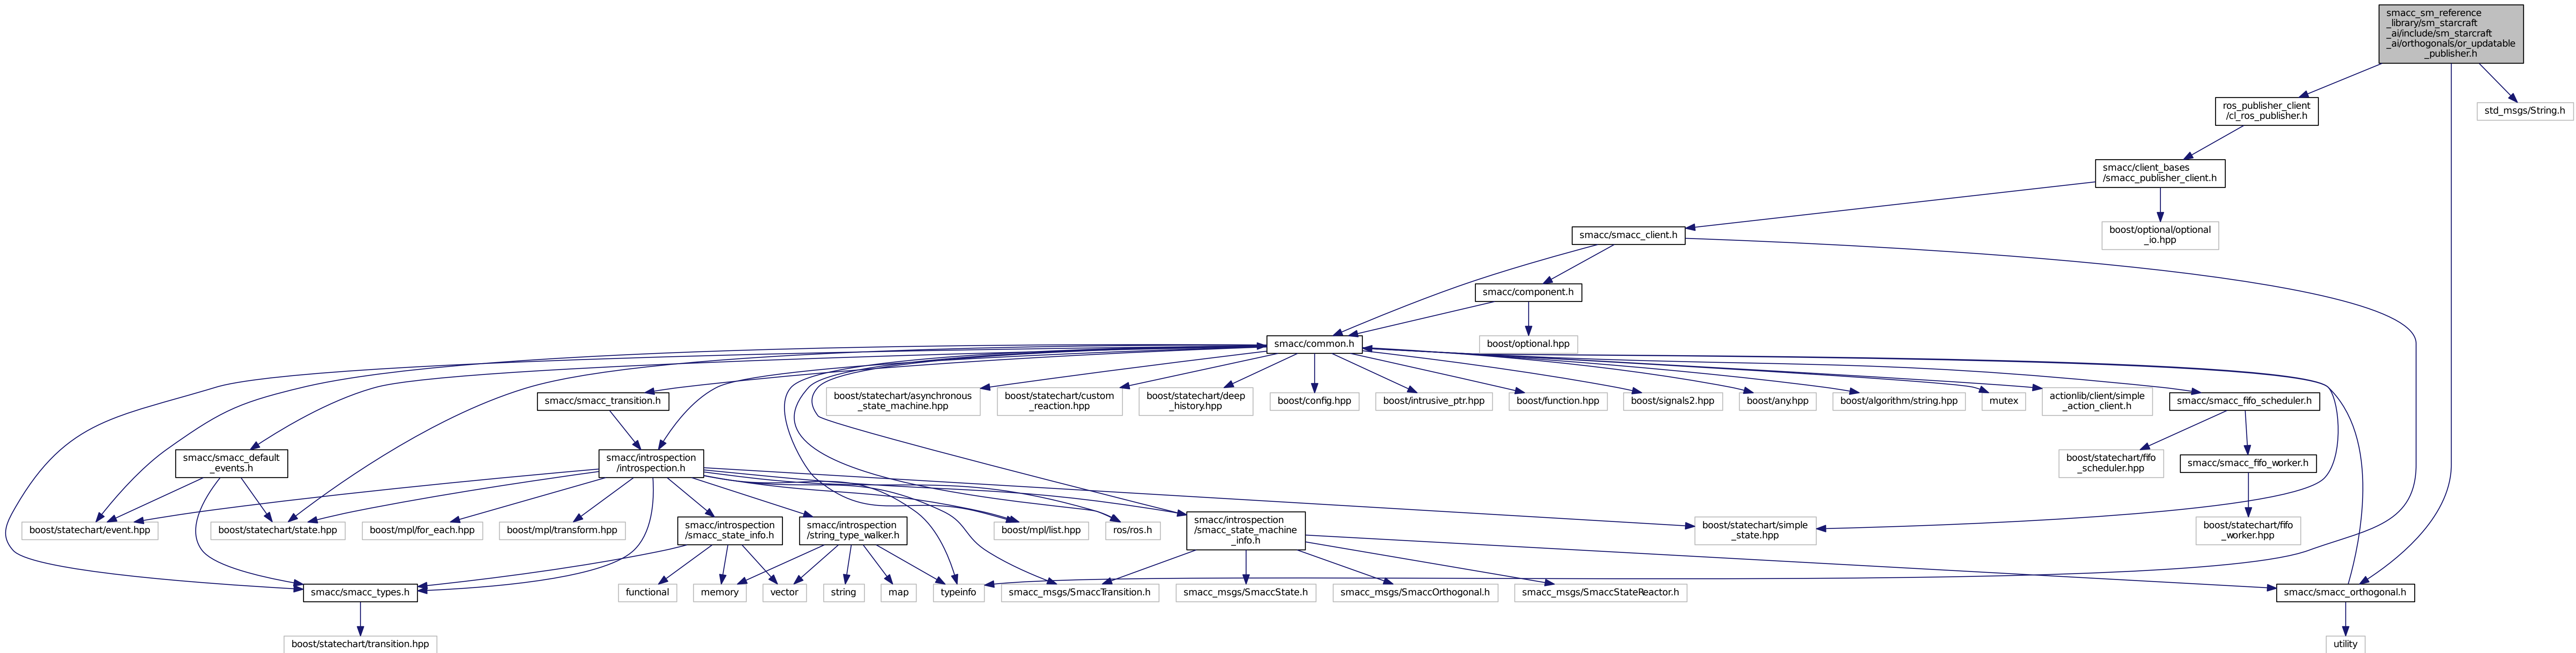 smacc_sm_reference
_library/sm_starcraft
_ai/include/sm_starcraft
_ai/orthogonals/or_updatable
_publisher.h
ros_publisher_client
/cl_ros_publisher.h
std_msgs/String.h
smacc/client_bases
/smacc_publisher_client.h
smacc/smacc_client.h
boost/optional/optional
_io.hpp
smacc/component.h
smacc/common.h
boost/optional.hpp
smacc/smacc_transition.h
boost/statechart/asynchronous
_state_machine.hpp
boost/statechart/custom
_reaction.hpp
boost/statechart/deep
_history.hpp
boost/config.hpp
boost/intrusive_ptr.hpp
boost/function.hpp
boost/signals2.hpp
boost/any.hpp
boost/algorithm/string.hpp
mutex
actionlib/client/simple
_action_client.h
smacc/smacc_fifo_scheduler.h
smacc/smacc_default
_events.h
smacc/introspection
/introspection.h
boost/statechart/fifo
_scheduler.hpp
smacc/smacc_fifo_worker.h
boost/statechart/event.hpp
boost/statechart/state.hpp
boost/mpl/for_each.hpp
boost/mpl/transform.hpp
smacc/introspection
/smacc_state_info.h
smacc/introspection
/string_type_walker.h
boost/mpl/list.hpp
ros/ros.h
smacc/introspection
/smacc_state_machine
_info.h
boost/statechart/simple
_state.hpp
boost/statechart/fifo
_worker.hpp
smacc/smacc_types.h
functional
memory
vector
string
map
typeinfo
smacc_msgs/SmaccTransition.h
smacc_msgs/SmaccState.h
smacc_msgs/SmaccOrthogonal.h
smacc_msgs/SmaccStateReactor.h
smacc/smacc_orthogonal.h
boost/statechart/transition.hpp
utility